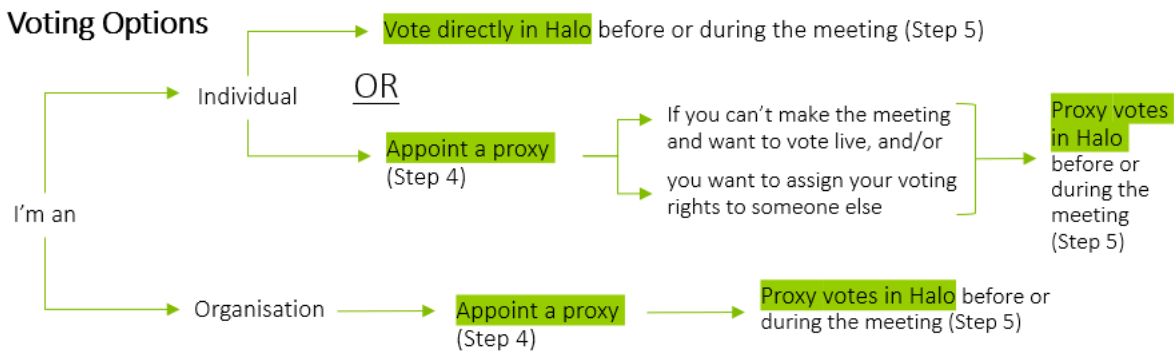 Voting Options
Vote directly in Halo before or during the meeting (Step 5)
Individual
OR
Appoint a proxy
(Step 4)
If you can't make the meeting
and want to vote live, and/or
you want to assign your voting
rights to someone else
Proxy votes
in Halo
before or
during the
meeting
(Step 5)
I'm an
Organisation
Appoint a proxy
(Step 4)
Proxy votes in Halo before or
during the meeting (Step 5)